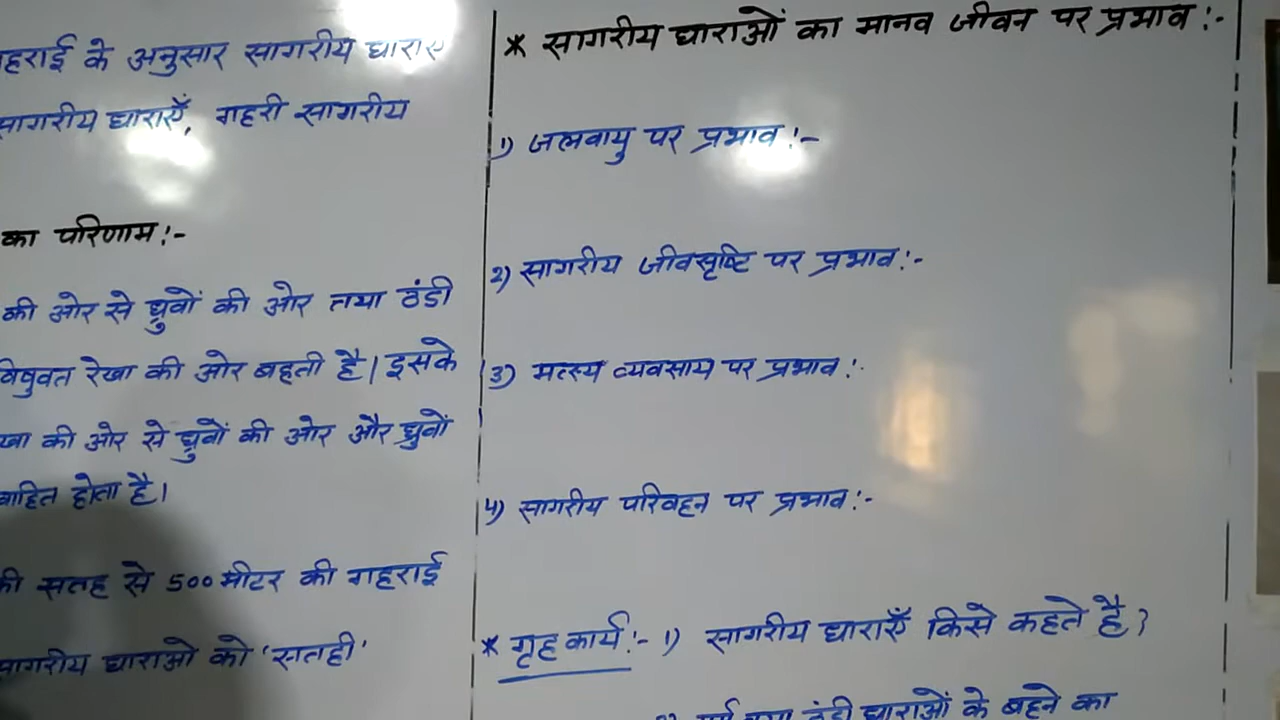 हराई के अनुसार सागरीय धाराएँ
सागरीय धाराएँ, गहरी सागरीय
का परिणाम :-
की ओर से ध्रुवों की ओर तथा ठंडी
विषुवत रेखा की ओर बहती है। इसके
खा की ओर से ध्रुवों की ओर और ध्रुवों
वाहित होता है।
की सतह से 500 मीटर की गहराई
सागरीय धाराओ को 'सतही'
* सागरीय धाराओं का मानव जीवन पर प्रभाव :-
1) जलवायु पर प्रभाव :-
2) सागरीय जीवसृष्टि पर प्रभाव :-
3) मत्स्य व्यवसाय पर प्रभाव :-
4) सागरीय परिवहन पर प्रभाव :-
* गृहकार्य :- 1) सागरीय धाराएँ किसे कहते है?
ठंडी धाराओं के बहने का